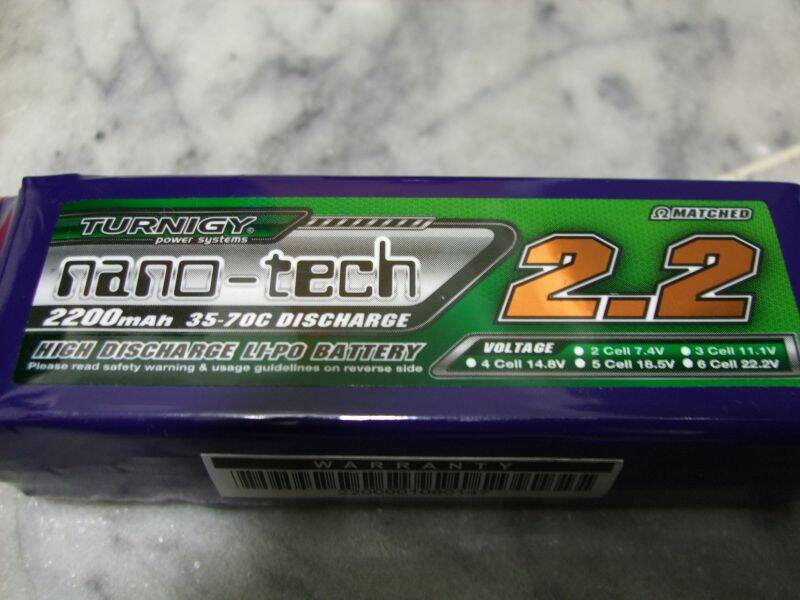 TURNIGY®
power systems
Ω MATCHED
nano-tech
2.2
2200mAh 35-70C DISCHARGE
HIGH DISCHARGE LI-PO BATTERY
Please read safety warning & usage guidelines on reverse side
VOLTAGE 2 Cell 7.4V 3 Cell 11.1V
4 Cell 14.8V 5 Cell 18.5V 6 Cell 22.2V
WARRANTY